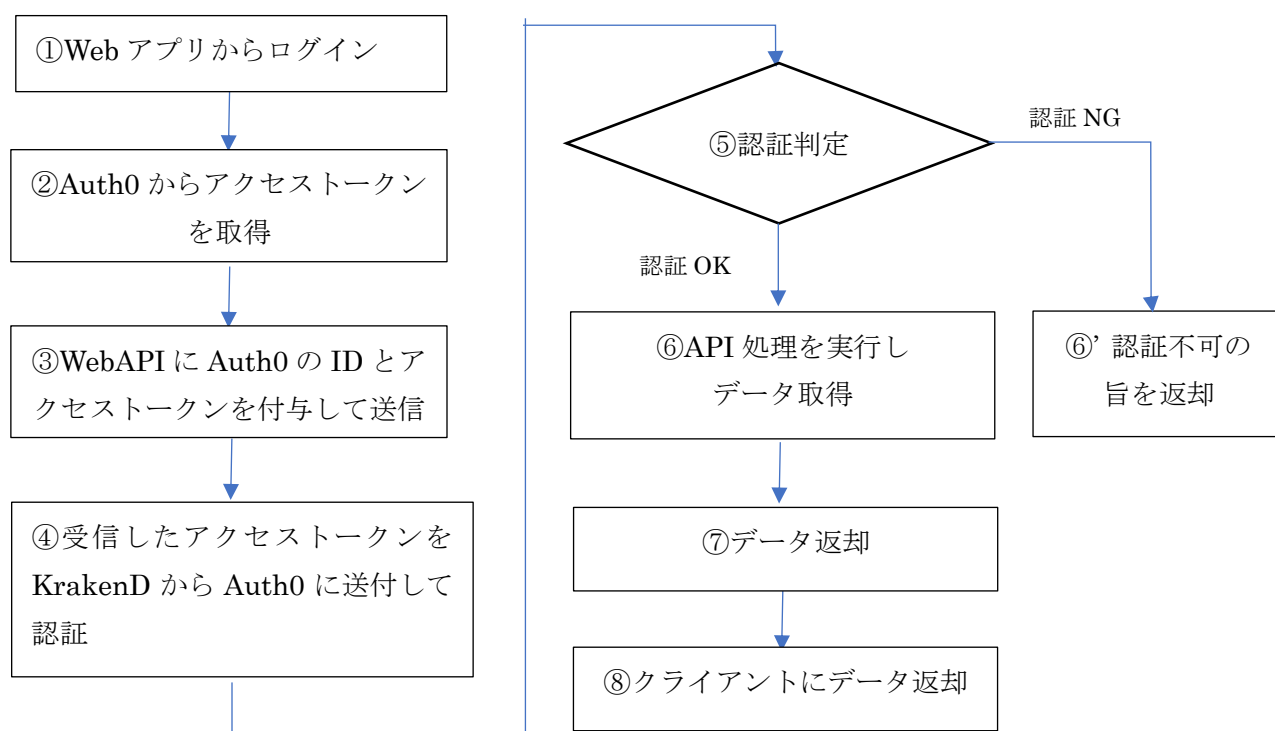 ①Web アプリからログイン
②Auth0 からアクセストークン
を取得
③WebAPI に Auth0 の ID とア
クセストークンを付与して送信
④受信したアクセストークンを
KrakenD から Auth0 に送付して
認証
⑤認証判定
認証 NG
認証 OK
⑥API 処理を実行し
データ取得
⑥’ 認証不可の
旨を返却
⑦データ返却
⑧クライアントにデータ返却